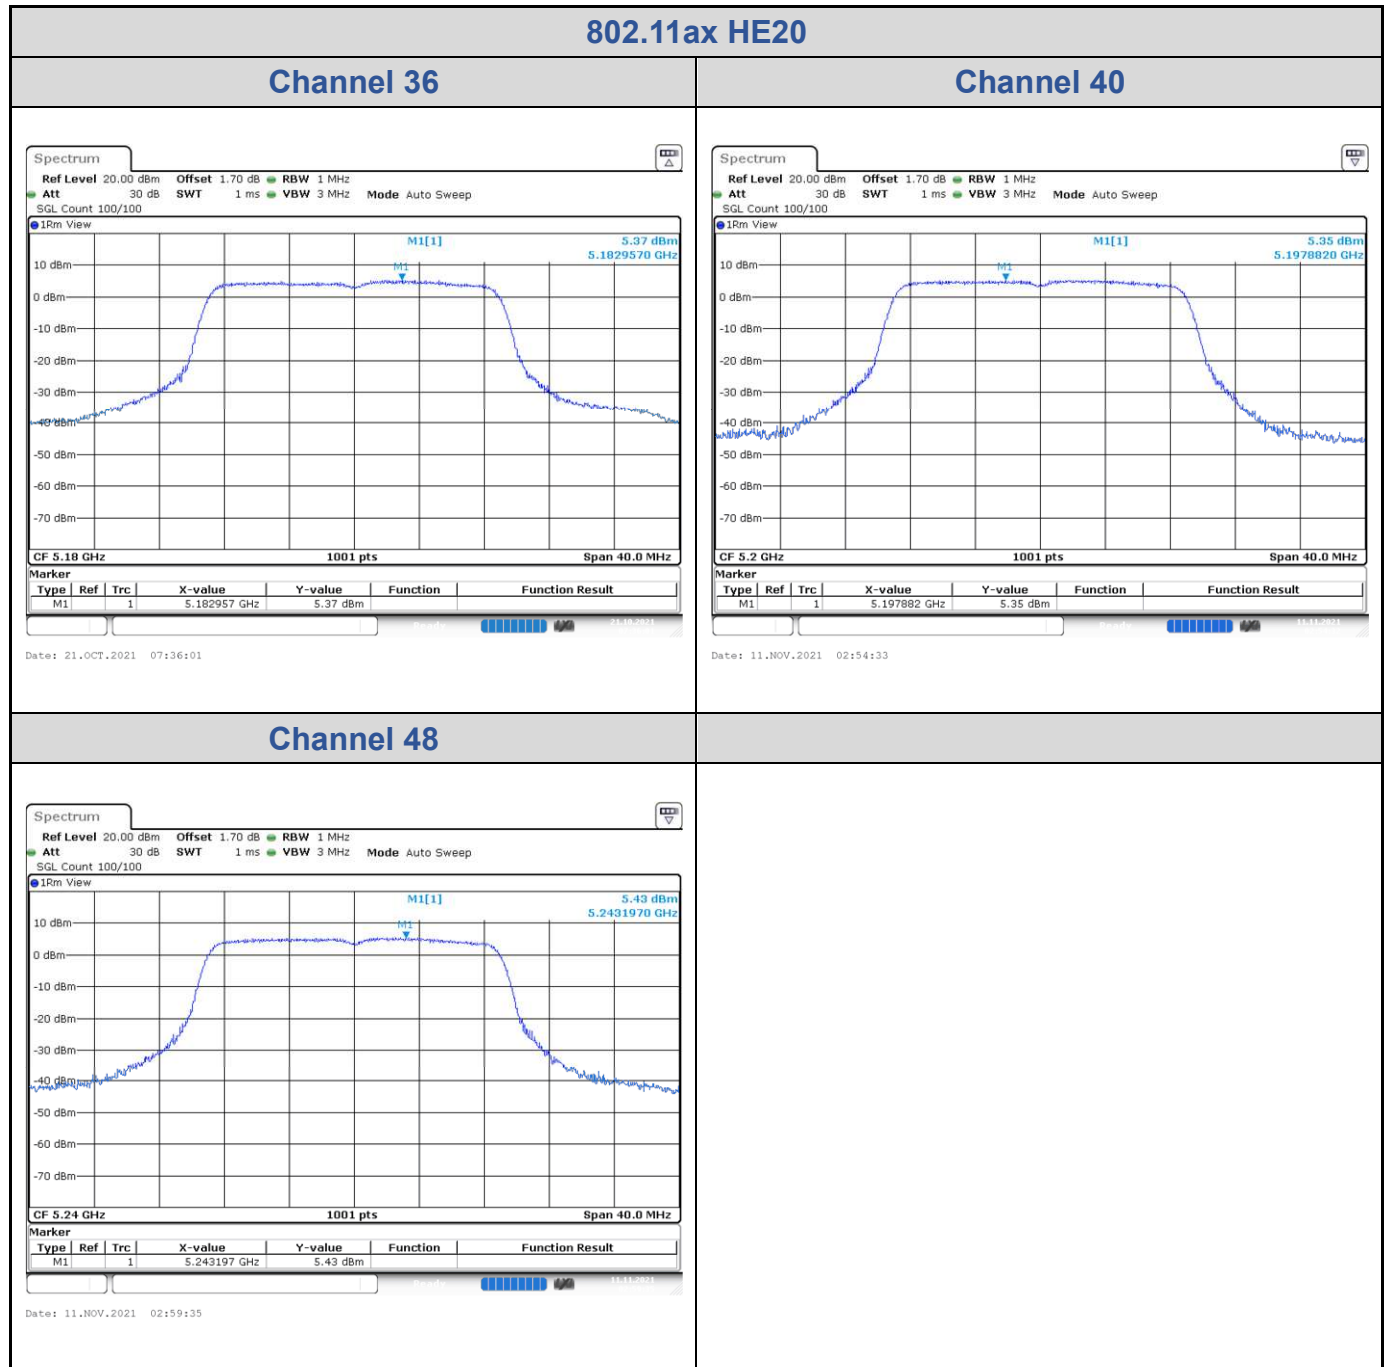 802.11ax HE20
Channel 36
Channel 40
Spectrum
Ref Level 20.00 dBm Offset 1.70 dB RBW 1 MHz
Att 30 dB SWT 1 ms VBW 3 MHz Mode Auto Sweep
SGL Count 100/100
1Rm View
M1[1] 5.37 dBm
5.1829570 GHz
M1
10 dBm
0 dBm
-10 dBm
-20 dBm
-30 dBm
-40 dBm
-50 dBm
-60 dBm
-70 dBm
CF 5.18 GHz 1001 pts Span 40.0 MHz
Marker
Type Ref Trc X-value Y-value Function Function Result
M1 1 5.182957 GHz 5.37 dBm
Ready 21.10.2021
Date: 21.OCT.2021 07:36:01
Spectrum
Ref Level 20.00 dBm Offset 1.70 dB RBW 1 MHz
Att 30 dB SWT 1 ms VBW 3 MHz Mode Auto Sweep
SGL Count 100/100
1Rm View
M1[1] 5.35 dBm
5.1978820 GHz
M1
10 dBm
0 dBm
-10 dBm
-20 dBm
-30 dBm
-40 dBm
-50 dBm
-60 dBm
-70 dBm
CF 5.2 GHz 1001 pts Span 40.0 MHz
Marker
Type Ref Trc X-value Y-value Function Function Result
M1 1 5.197882 GHz 5.35 dBm
Ready 11.11.2021
Date: 11.NOV.2021 02:54:33
Channel 48
Spectrum
Ref Level 20.00 dBm Offset 1.70 dB RBW 1 MHz
Att 30 dB SWT 1 ms VBW 3 MHz Mode Auto Sweep
SGL Count 100/100
1Rm View
M1[1] 5.43 dBm
5.2431970 GHz
M1
10 dBm
0 dBm
-10 dBm
-20 dBm
-30 dBm
-40 dBm
-50 dBm
-60 dBm
-70 dBm
CF 5.24 GHz 1001 pts Span 40.0 MHz
Marker
Type Ref Trc X-value Y-value Function Function Result
M1 1 5.243197 GHz 5.43 dBm
Ready 11.11.2021
Date: 11.NOV.2021 02:59:35